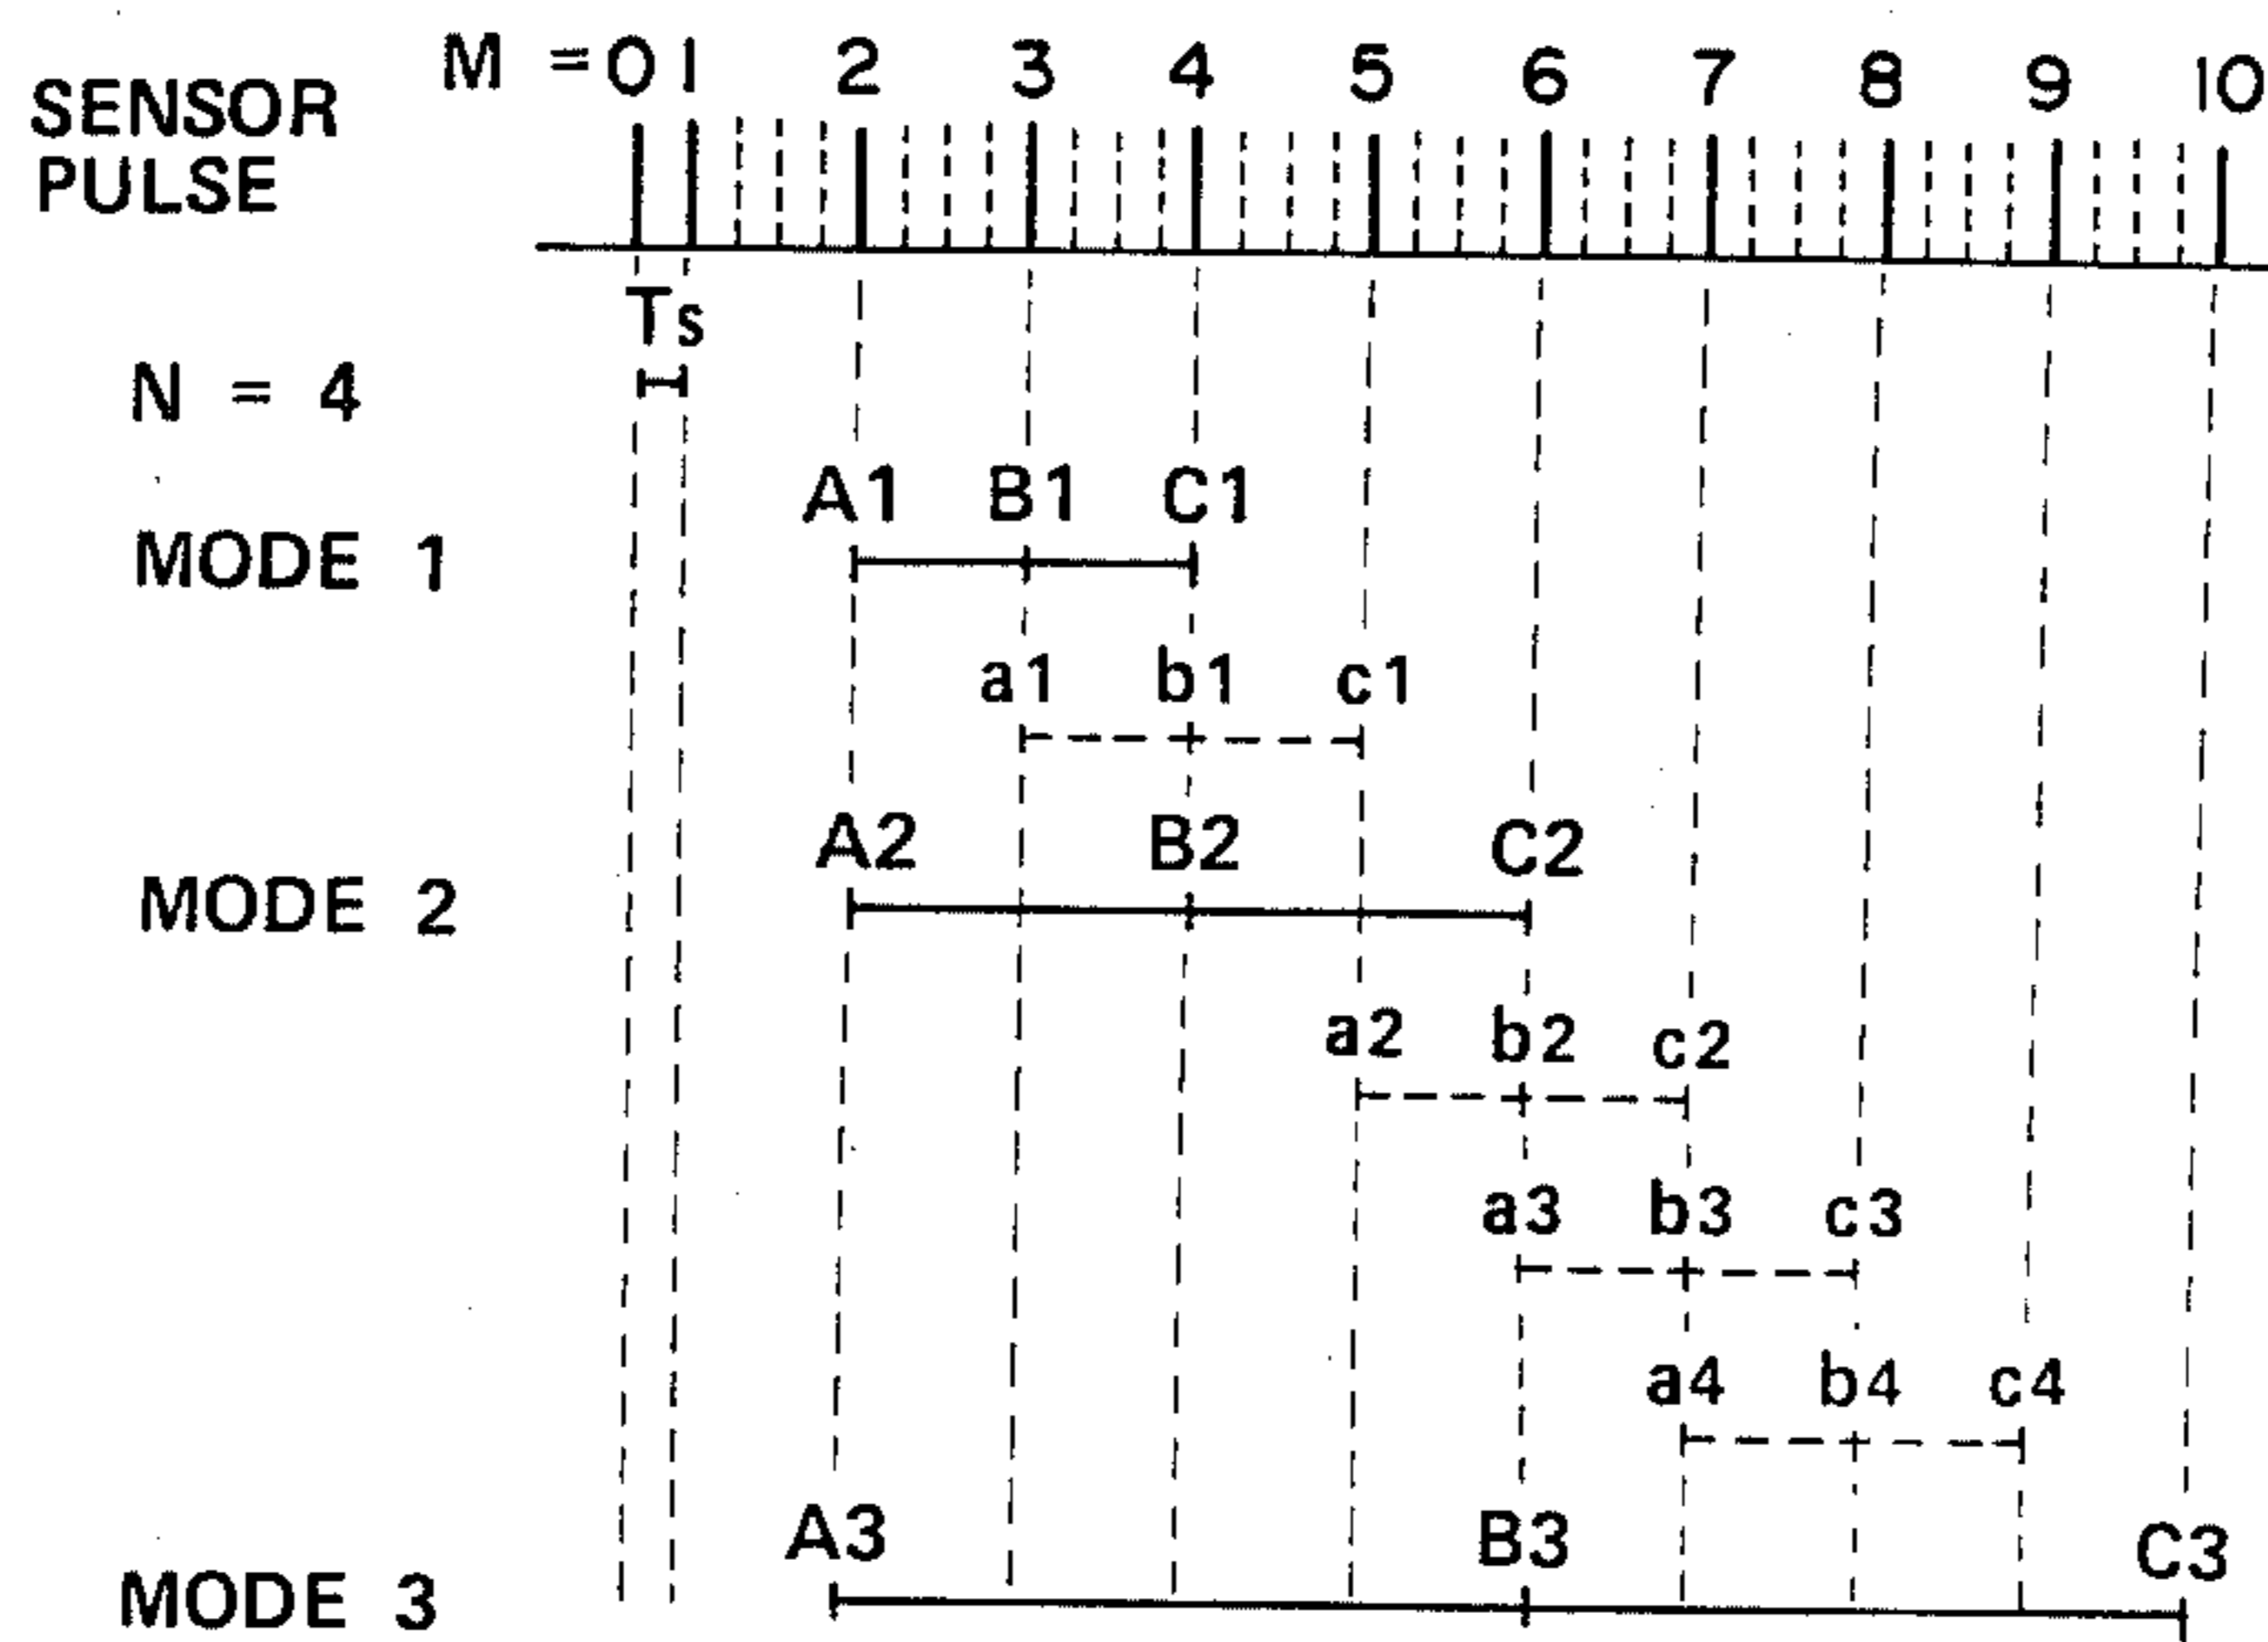 M = 0 1 2 3 4 5 6 7 8 9 10
SENSOR
PULSE
Ts
N = 4
A1 B1 C1
MODE 1
a1 b1 c1
A2 B2 C2
MODE 2
a2 b2 c2
a3 b3 c3
a4 b4 c4
A3 B3 C3
MODE 3